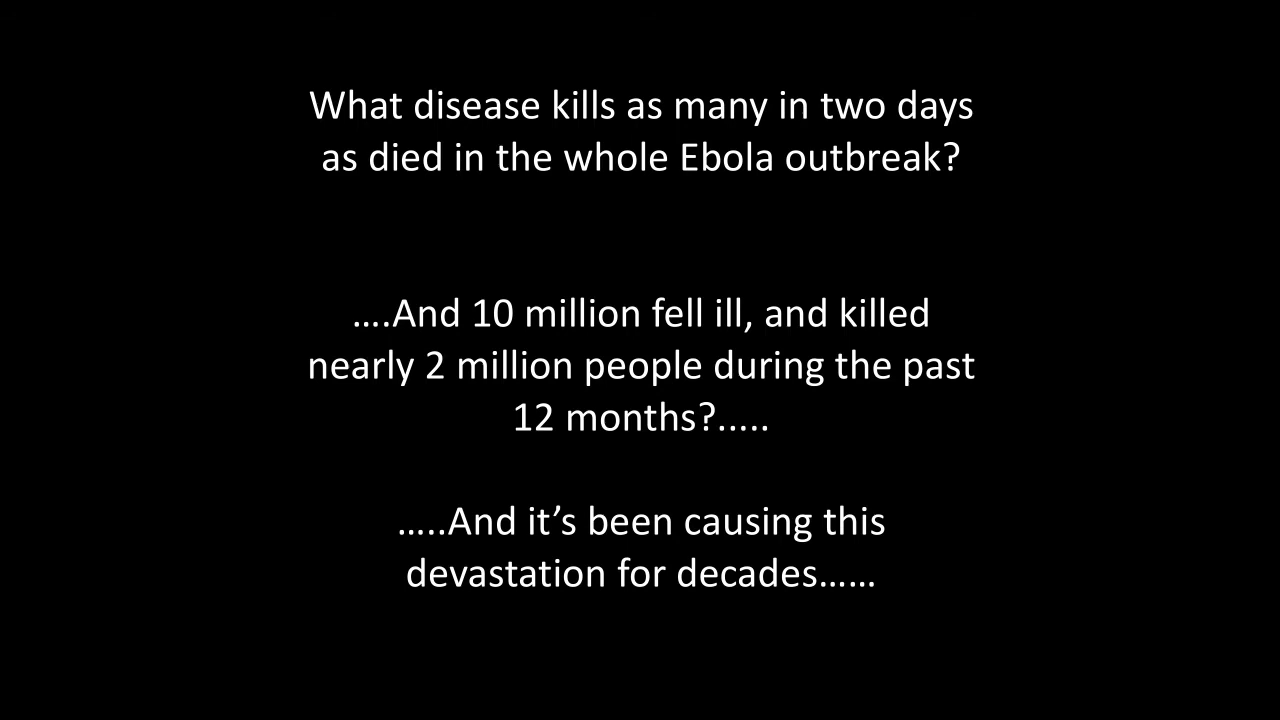 What disease kills as many in two days
as died in the whole Ebola outbreak?
….And 10 million fell ill, and killed
nearly 2 million people during the past
12 months?.....
…..And it’s been causing this
devastation for decades……